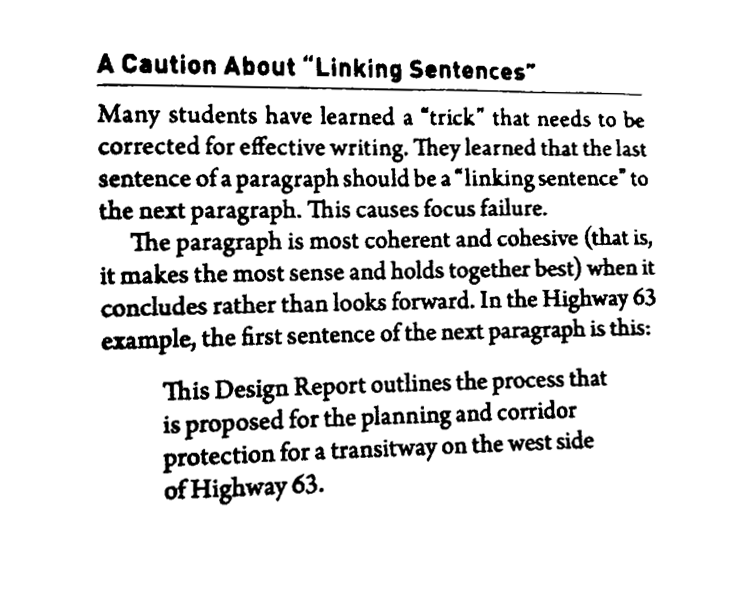 A Caution About "Linking Sentences"
Many students have learned a "trick" that needs to be
corrected for effective writing. They learned that the last
sentence of a paragraph should be a "linking sentence" to
the next paragraph. This causes focus failure.
The paragraph is most coherent and cohesive (that is,
it makes the most sense and holds together best) when it
concludes rather than looks forward. In the Highway 63
example, the first sentence of the next paragraph is this:
This Design Report outlines the process that
is proposed for the planning and corridor
protection for a transitway on the west side
of Highway 63.